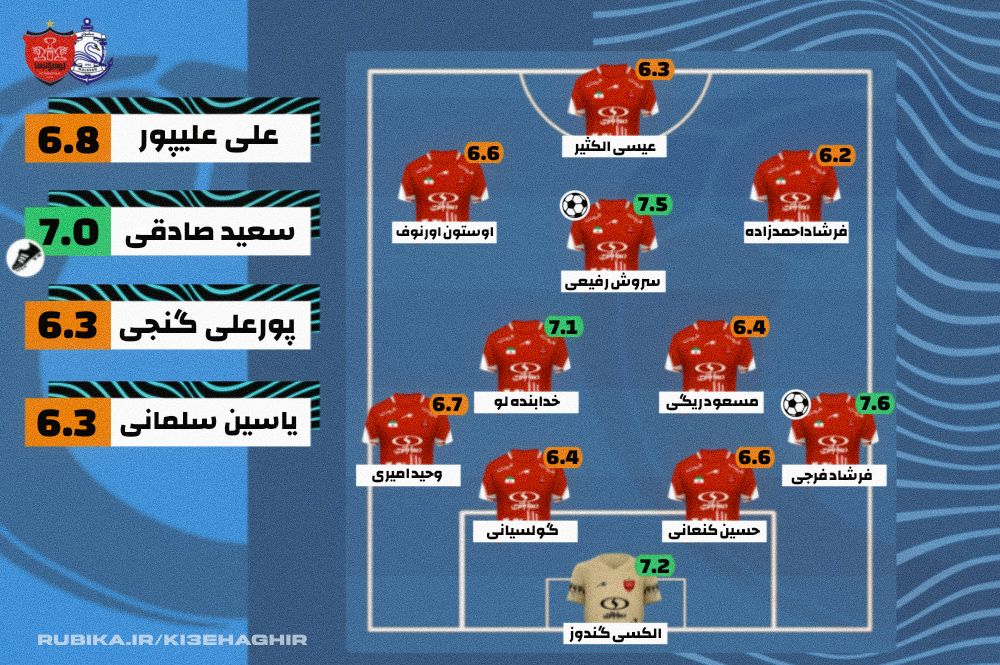 6.8
علی علیپور
7.0
سعید صادقی
6.3
پورعلی گنجی
6.3
یاسین سلمانی
6.3
عیسی الکثیر
6.6
اوستون اورنوف
6.2
فرشاداحمدزاده
7.5
سروش رفیعی
7.1
خدابنده لو
6.4
مسعودریگی
6.7
وحیدامیری
7.6
فرشادفرجی
6.4
گولسیانی
6.6
حسین کنعانی
7.2
الکسی گندوز
RUBIKA.IR/KI3EHAGHIR